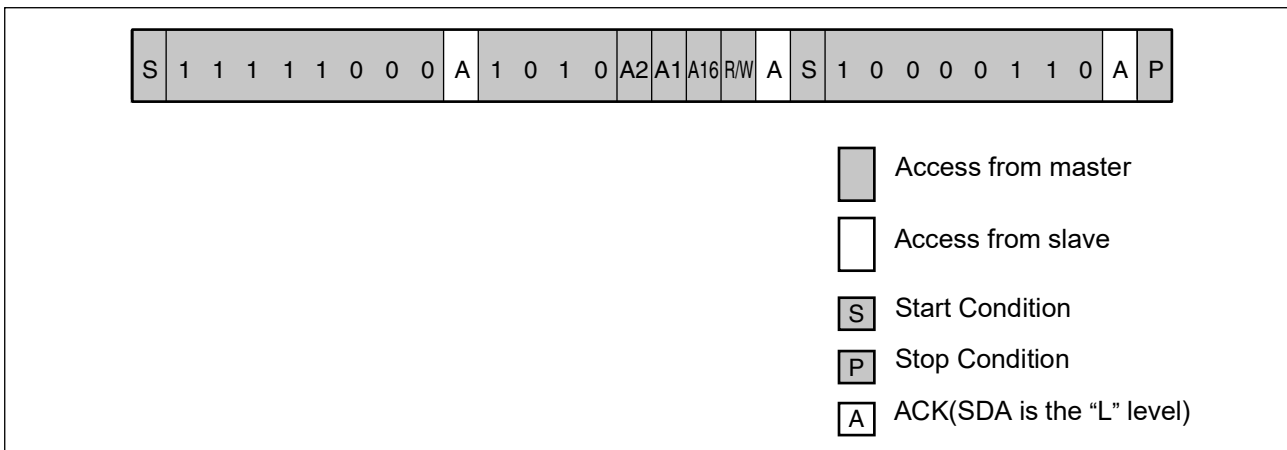 S 1 1 1 1 1 0 0 0 A 1 0 1 0 A2 A1 A16 R/W A S 1 0 0 0 0 1 1 0 A P
Access from master
Access from slave
S Start Condition
P Stop Condition
A ACK(SDA is the “L” level)